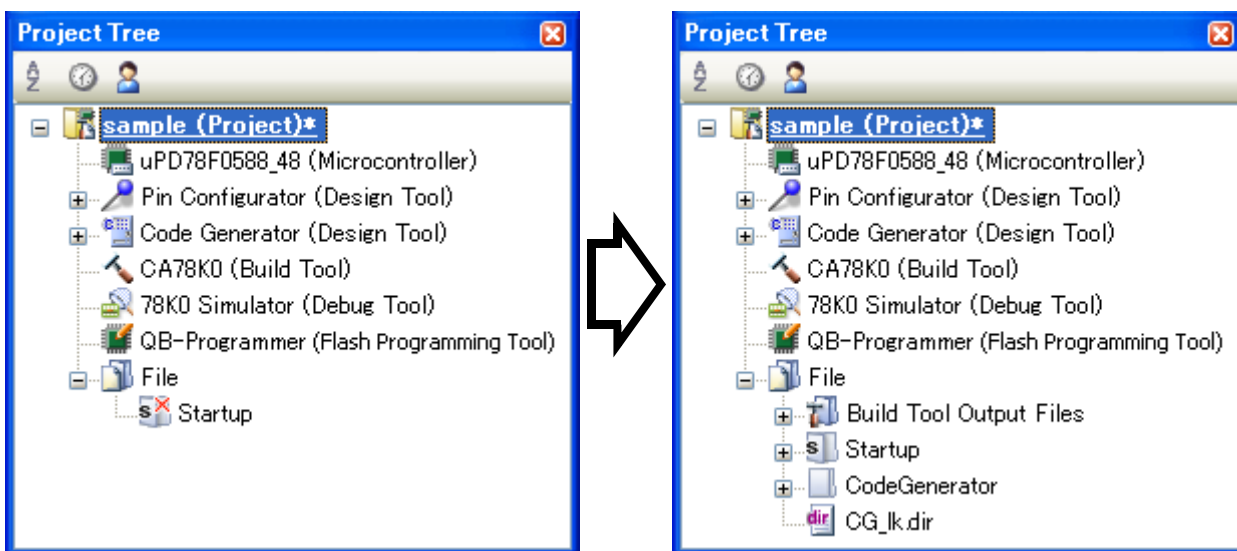 Project Tree
sample (Project)*
uPD78F0588_48 (Microcontroller)
Pin Configurator (Design Tool)
Code Generator (Design Tool)
CA78K0 (Build Tool)
78K0 Simulator (Debug Tool)
QB-Programmer (Flash Programming Tool)
File
Startup
Project Tree
sample (Project)*
uPD78F0588_48 (Microcontroller)
Pin Configurator (Design Tool)
Code Generator (Design Tool)
CA78K0 (Build Tool)
78K0 Simulator (Debug Tool)
QB-Programmer (Flash Programming Tool)
File
Build Tool Output Files
Startup
CodeGenerator
CG_lk.dir